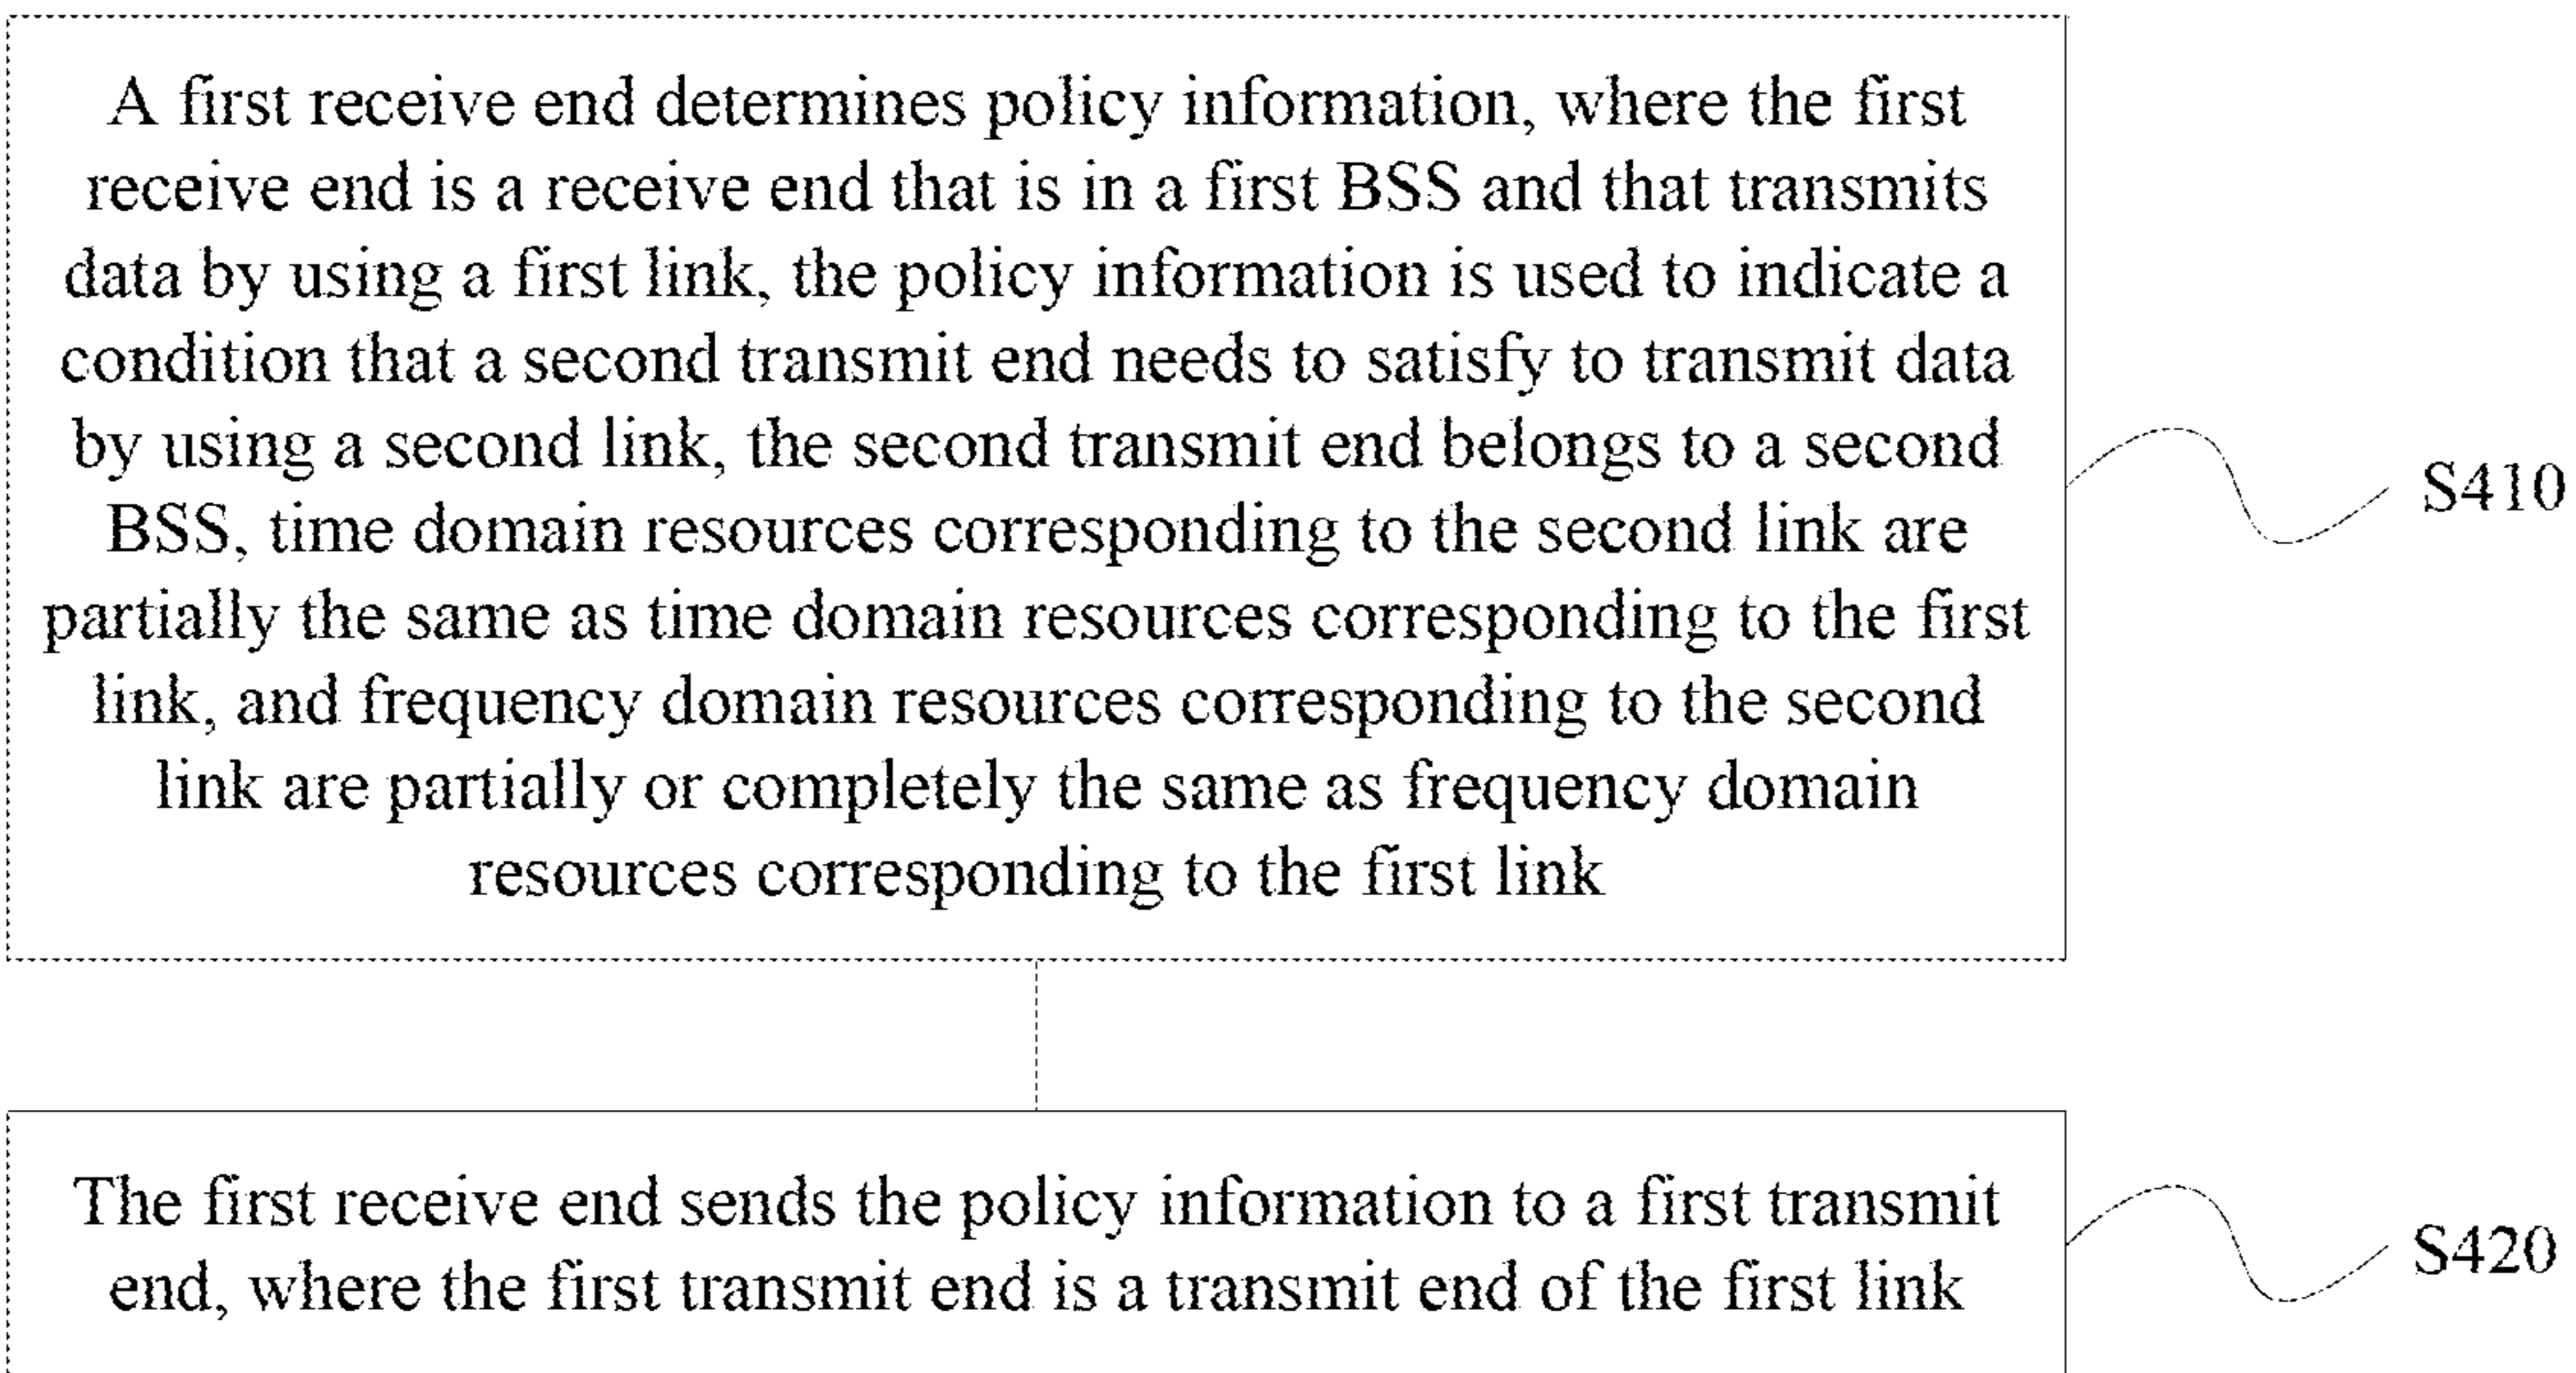 A first receive end determines policy information, where the first
receive end is a receive end that is in a first BSS and that transmits
data by using a first link, the policy information is used to indicate a
condition that a second transmit end needs to satisfy to transmit data
by using a second link, the second transmit end belongs to a second
BSS, time domain resources corresponding to the second link are
partially the same as time domain resources corresponding to the first
link, and frequency domain resources corresponding to the second
link are partially or completely the same as frequency domain
resources corresponding to the first link
S410
The first receive end sends the policy information to a first transmit
end, where the first transmit end is a transmit end of the first link
S420